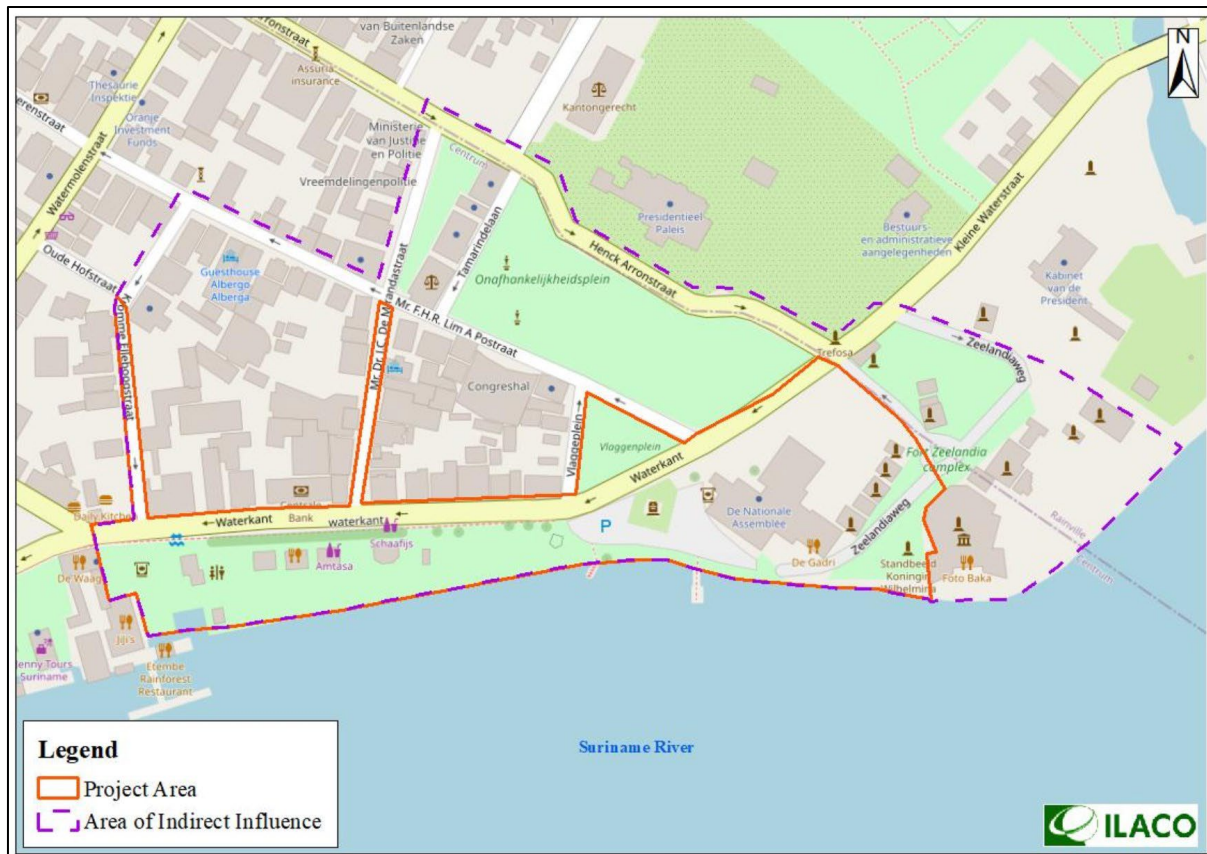 Arronstraat
van Buitenlandse
Zaken
N
Assuria
insurance
Thesaurie
Inspektie
Oranje
Investment
Funds
Watermolenstraat
erenstraat
Kantongerecht
Ministerie
van Justitie
en Politie
Centrum
Vreemdelingenpolitie
Tamarindelaan
Presidentieel
Paleis
Bestuurs-
en administratieve
aangelegenheden
Kleine Waterstraat
Oude Hofstraat
Guesthouse
Albergo
Alberga
Onafhankelijkheidsplein
Henck Arronstraat
Kabinet
van de
President
Mr. Dr. J.C. De Mirandastraat
Mr. F.H.R. Lim A Postraat
Trefosa
Zeelandiaweg
Congreshal
Vlaggeplein
Vlaggenplein
Waterkant
Fort Zeelandia
complex
De Nationale
Assemblée
Daily Kitchen
Centrale
Bank
Waterkant
waterkant
Schaafijs
P
Zeelandiaweg
Rainville
Centrum
De Waag
Amtasa
De Gadri
Standbeeld
Koningin
Wilhelmina
Foto Baka
JiJi's
enny Tours
Suriname
Etembe
Rainforest
Restaurant
Suriname River
Legend
Project Area
Area of Indirect Influence
ILACO